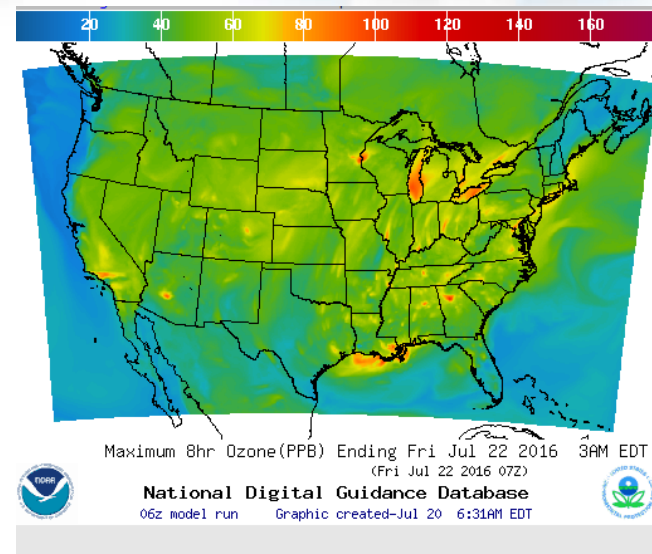 20 40 60 80 100 120 140 160
Maximum 8hr Ozone(PPB) Ending Fri Jul 22 2016 3AM EDT
(Fri Jul 22 2016 07Z)
NOAA
National Digital Guidance Database
06z model run Graphic created-Jul 20 6:31AM EDT